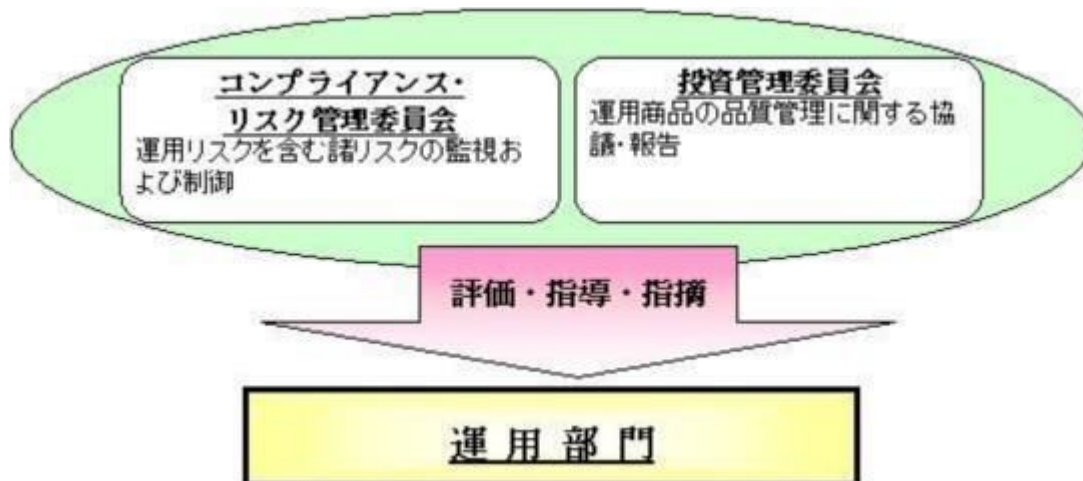 コンプライアンス・
リスク管理委員会
運用リスクを含む諸リスクの監視お
よび制御
投資管理委員会
運用商品の品質管理に関する協
議・報告
評価・指導・指摘
運用部門